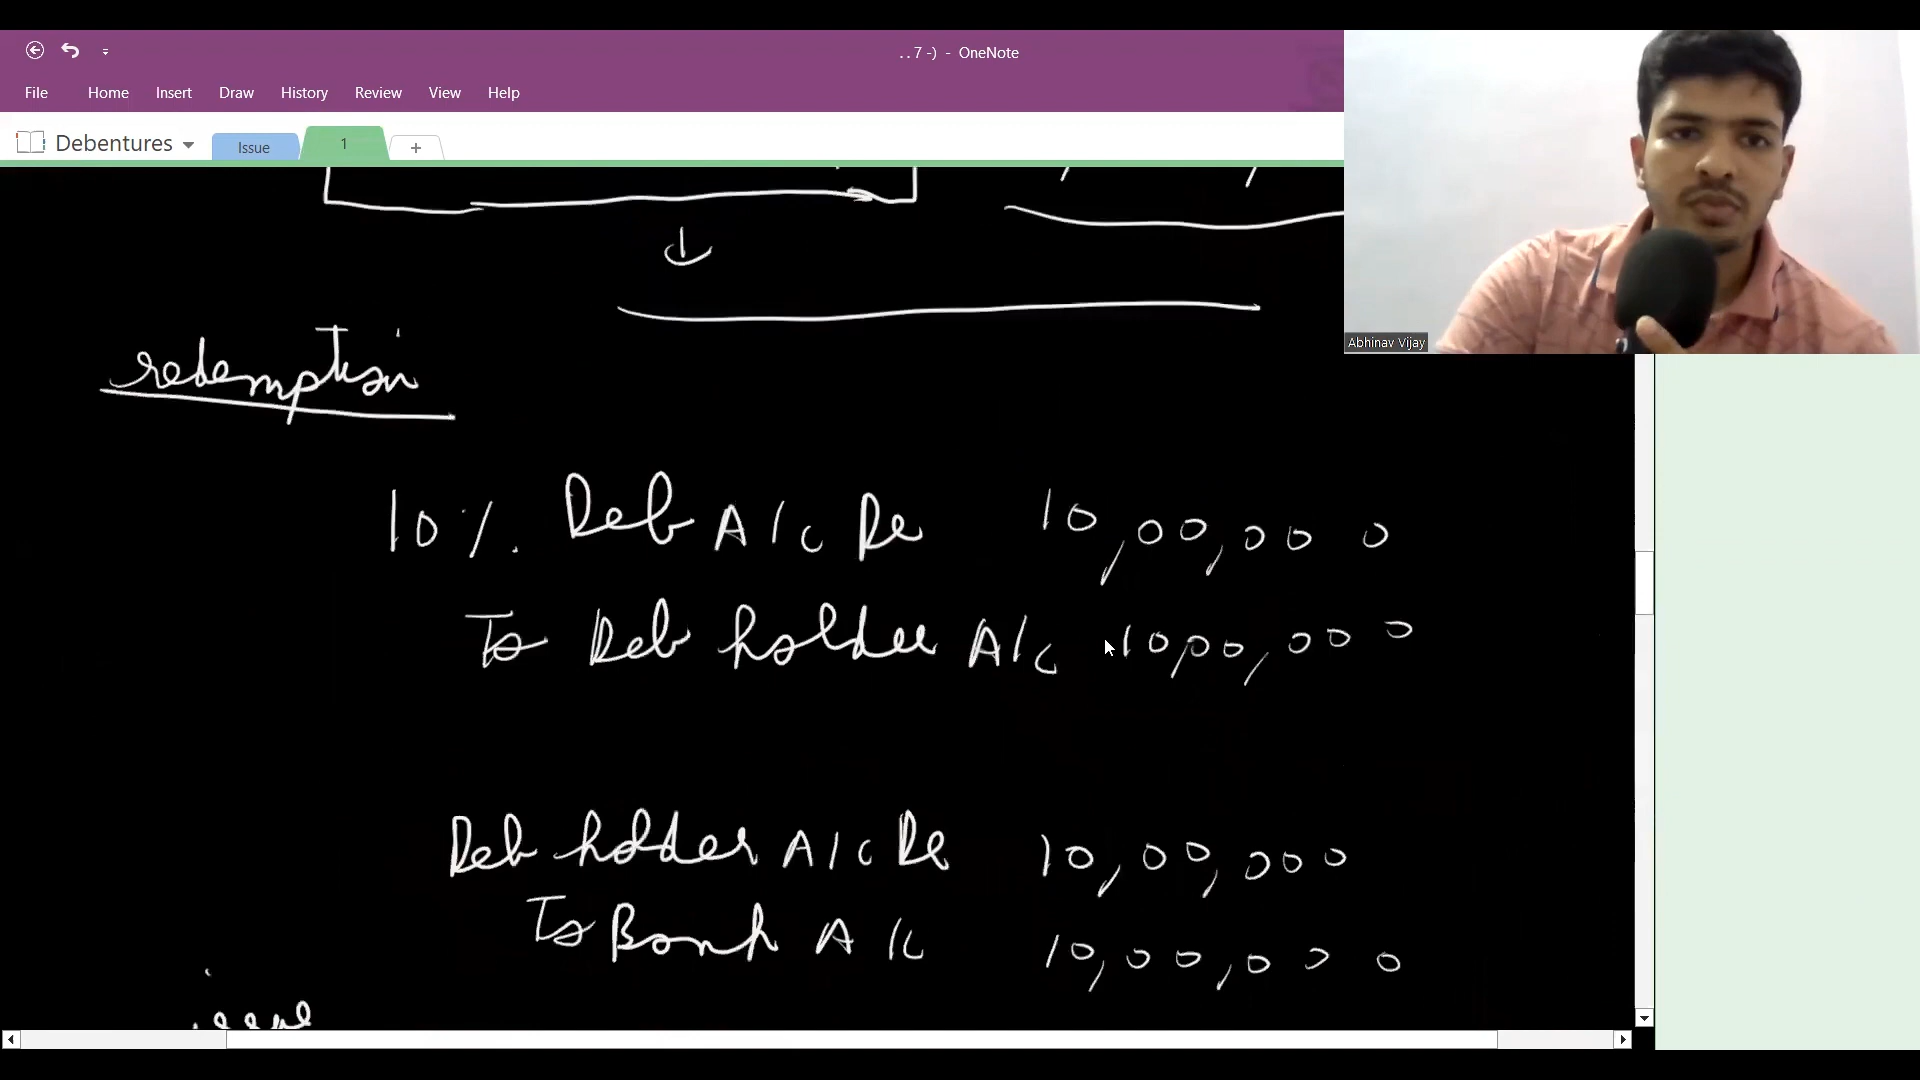 . . 7 -) - OneNote
File Home Insert Draw History Review View Help
Debentures Issue 1 +
Abhinav Vijay
redemption
10 %. Deb A/c Dr 10,00,000
To Deb holder A/c 10,00,000
Deb holder A/c Dr 10,00,000
To Bank A/c 10,00,000
issue